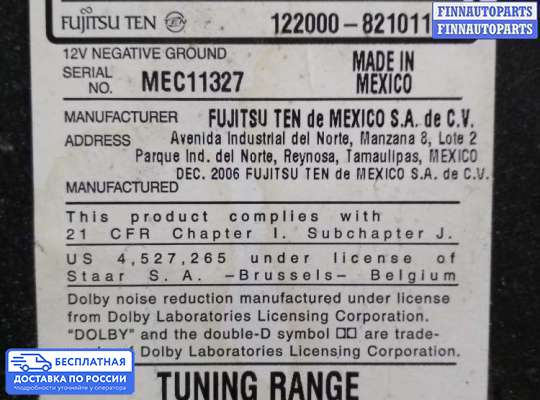 FUJITSU TEN
122000-821011
FINNAUTOPARTS
FINNAUTOPARTS
12V NEGATIVE GROUND
SERIAL NO. MEC11327
MADE IN MEXICO
MANUFACTURER FUJITSU TEN de MEXICO S.A. de C.V.
ADDRESS Avenida Industrial del Norte, Manzana 8, Lote 2
Parque Ind. del Norte, Reynosa, Tamaulipas, MEXICO
DEC. 2006 FUJITSU TEN de MEXICO S.A. de C.V.
MANUFACTURED
This product complies with
21 CFR Chapter I. Subchapter J.
US 4,527,265 under license of
Staar S. A. -Brussels- Belgium
Dolby noise reduction manufactured under license
from Dolby Laboratories Licensing Corporation.
"DOLBY" and the double-D symbol are trade-
of Dolby Laboratories Licensing Corporation.
TUNING RANGE
БЕСПЛАТНАЯ
ДОСТАВКА ПО РОССИИ
*подробности уточняйте у оператора